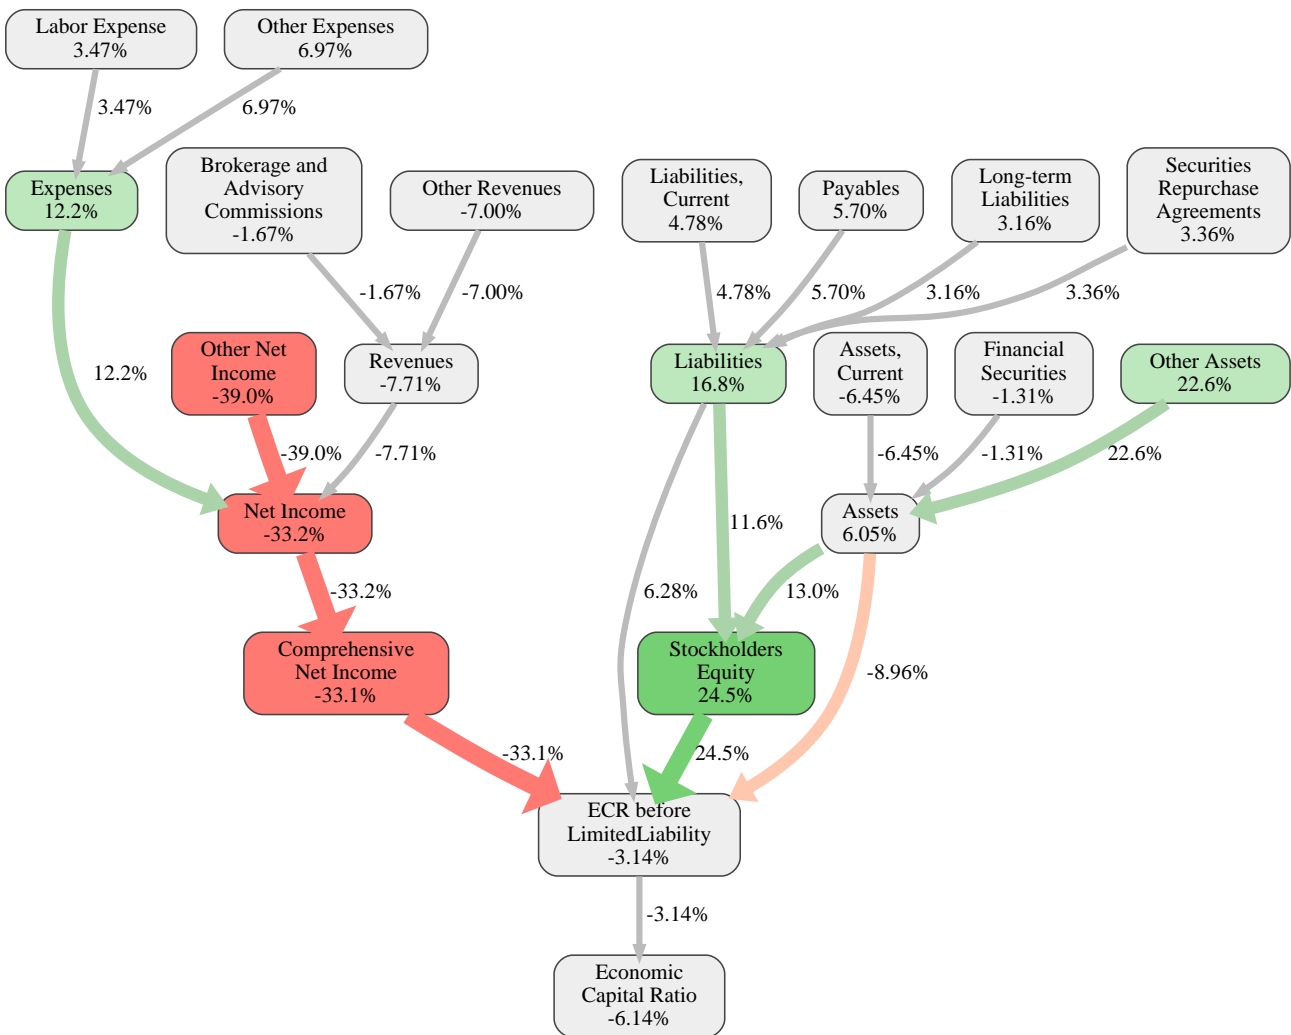 Labor Expense
3.47%
Other Expenses
6.97%
3.47%
6.97%
Expenses
12.2%
Brokerage and
Advisory
Commissions
-1.67%
Other Revenues
-7.00%
Liabilities,
Current
4.78%
Payables
5.70%
Long-term
Liabilities
3.16%
Securities
Repurchase
Agreements
3.36%
-1.67%
-7.00%
4.78%
5.70%
3.16%
3.36%
12.2%
Other Net
Income
-39.0%
Revenues
-7.71%
Liabilities
16.8%
Assets,
Current
-6.45%
Financial
Securities
-1.31%
Other Assets
22.6%
-39.0%
-7.71%
-6.45%
-1.31%
22.6%
Net Income
-33.2%
11.6%
Assets
6.05%
-33.2%
6.28%
13.0%
Comprehensive
Net Income
-33.1%
Stockholders
Equity
24.5%
-8.96%
-33.1%
24.5%
ECR before
LimitedLiability
-3.14%
-3.14%
Economic
Capital Ratio
-6.14%